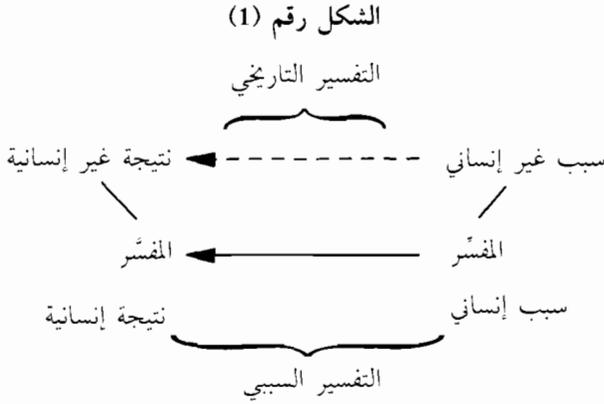 الشكل رقم (1)
التفسير التاريخي
سبب غير إنساني نتيجة غير إنسانية
المفسِّر المفسَّر
سبب إنساني نتيجة إنسانية
التفسير السببي